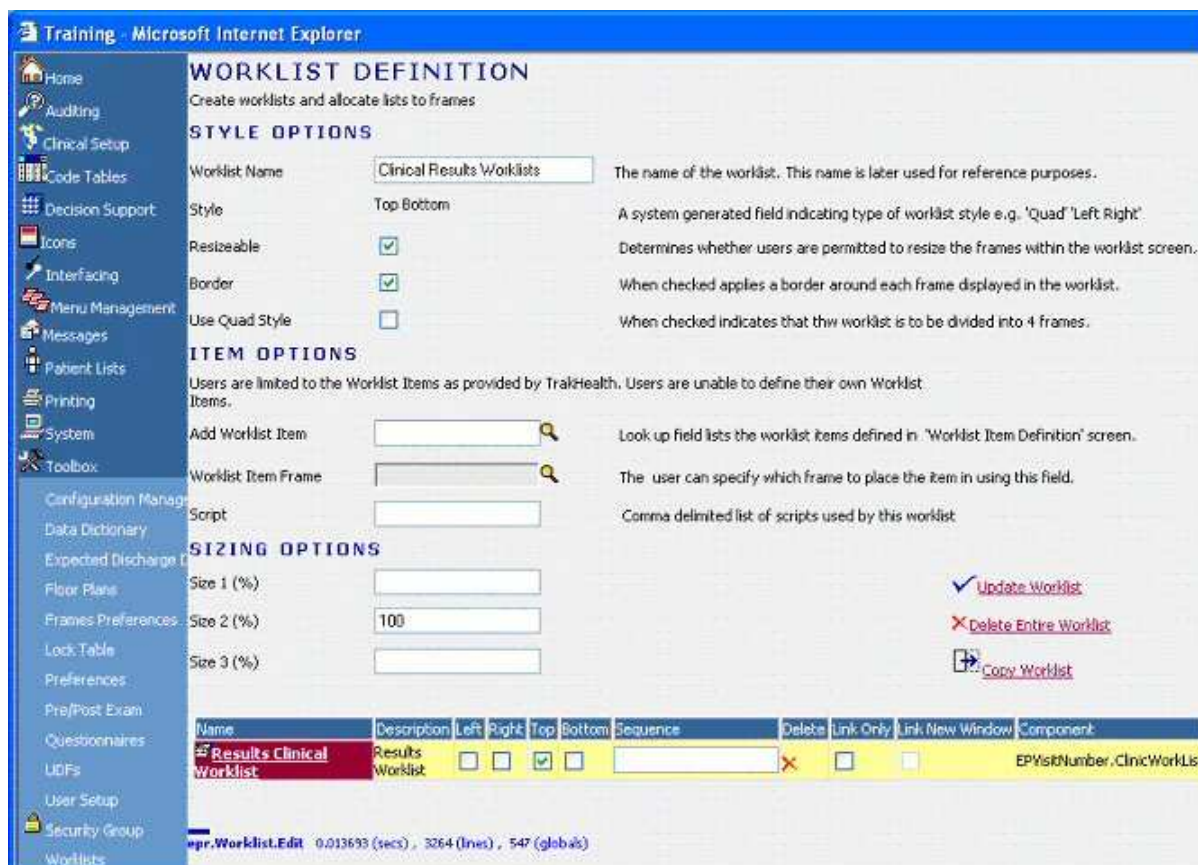 Training - Microsoft Internet Explorer
Home
Auditing
Clinical Setup
Code Tables
Decision Support
Icons
Interfacing
Menu Management
Messages
Patient Lists
Printing
System
Toolbox
Configuration Manag
Data Dictionary
Expected Discharge D
Floor Plans
Frames Preferences
Lock Table
Preferences
Pre/Post Exam
Questionnaires
UDFs
User Setup
Security Group
Worklists
WORKLIST DEFINITION
Create worklists and allocate lists to frames
STYLE OPTIONS
Worklist Name Clinical Results Worklists The name of the worklist. This name is later used for reference purposes.
Style Top Bottom A system generated field indicating type of worklist style e.g. 'Quad' 'Left Right'
Resizeable Determines whether users are permitted to resize the frames within the worklist screen.
Border When checked applies a border around each frame displayed in the worklist.
Use Quad Style When checked indicates that thw worklist is to be divided into 4 frames.
ITEM OPTIONS
Users are limited to the Worklist Items as provided by TrakHealth. Users are unable to define their own Worklist
Items.
Add Worklist Item Look up field lists the worklist items defined in 'Worklist Item Definition' screen.
Worklist Item Frame The user can specify which frame to place the item in using this field.
Script Comma delimited list of scripts used by this worklist
SIZING OPTIONS
Size 1 (%) Update Worklist
Size 2 (%) 100 Delete Entire Worklist
Size 3 (%) Copy Worklist
Name Description Left Right Top Bottom Sequence Delete Link Only Link New Window Component
Results Clinical Results
Worklist Worklist EPVisitNumber.ClinicWorkLis
epr.Worklist.Edit 0.013693 (secs) , 3264 (lines) , 547 (globals)